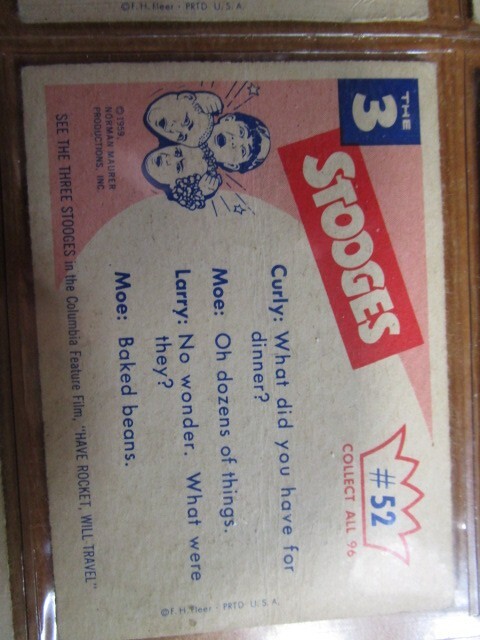 ©F.H. Fleer - PRTD. U.S.A.
THE
3
STOOGES
#52
COLLECT ALL 96
Curly: What did you have for
dinner?
Moe: Oh dozens of things.
Larry: No wonder. What were
they?
Moe: Baked beans.
©1959,
NORMAN MAURER
PRODUCTIONS, INC.
SEE THE THREE STOOGES in the Columbia Feature Film, "HAVE ROCKET, WILL-TRAVEL"
©F.H. Fleer - PRTD. U.S.A.